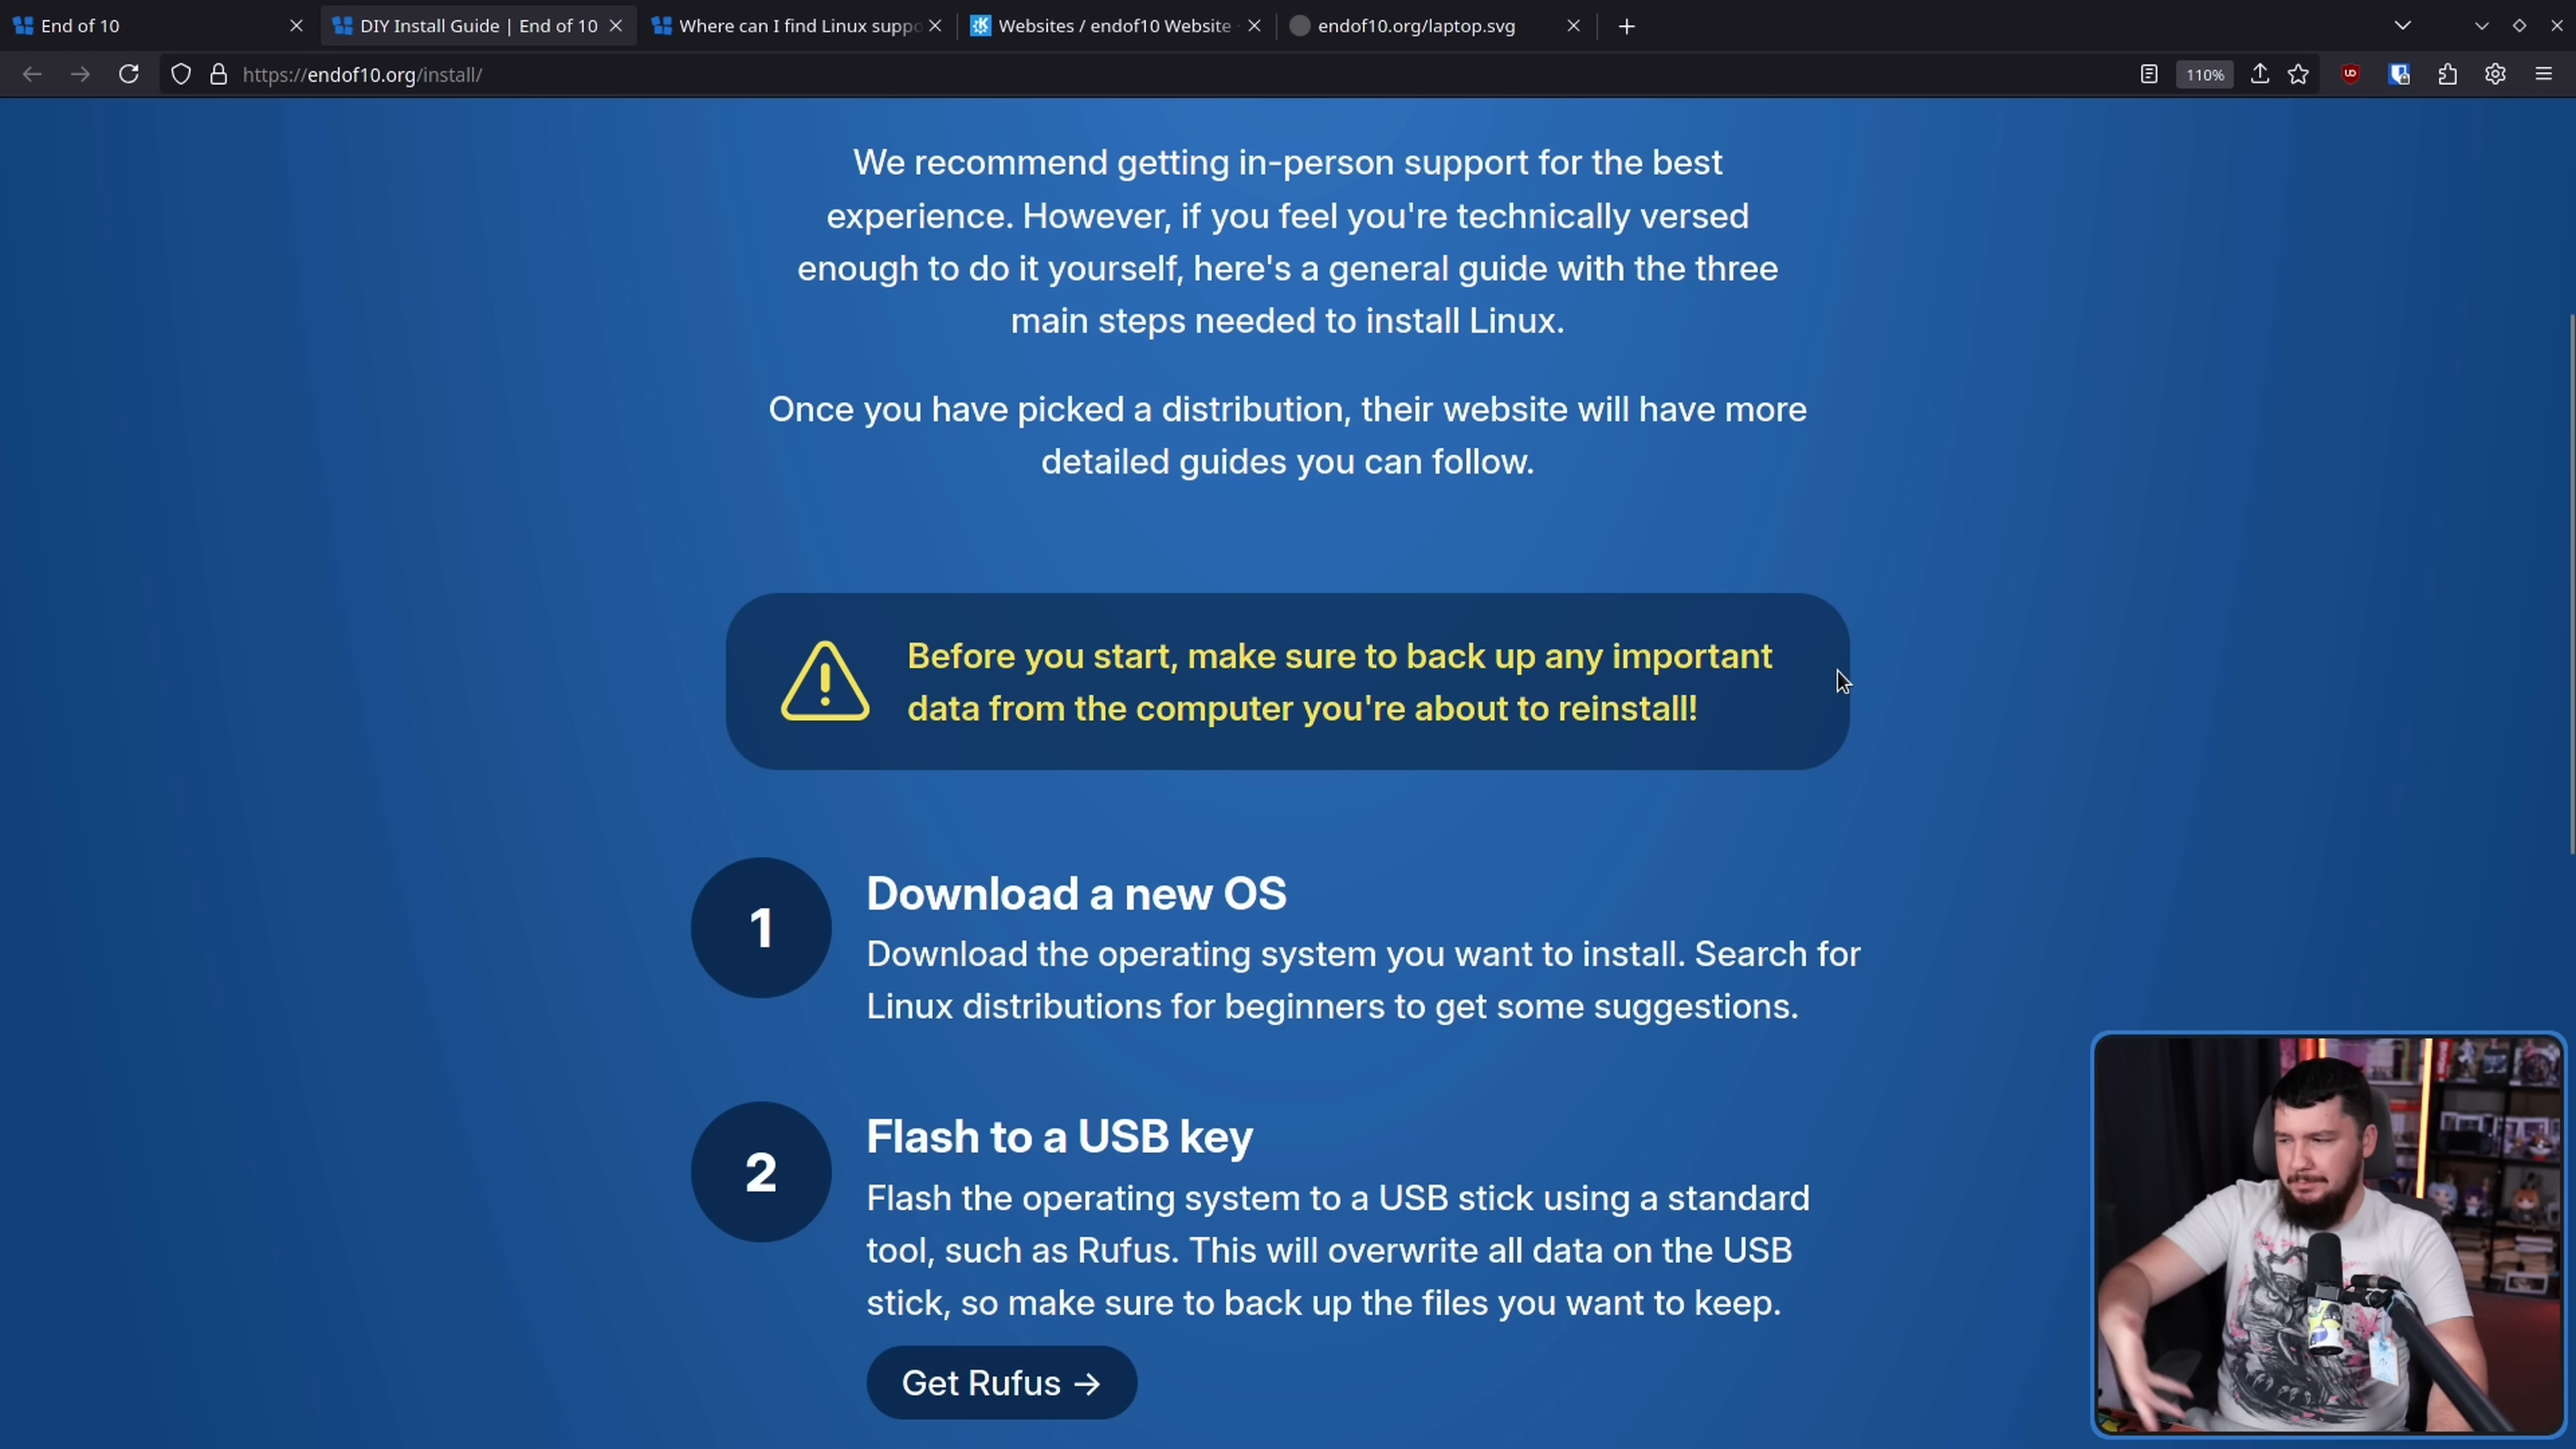 End of 10
DIY Install Guide | End of 10
Where can I find Linux suppo
Websites / endof10 Website
endof10.org/laptop.svg
https://endof10.org/install/
110%
We recommend getting in-person support for the best
experience. However, if you feel you're technically versed
enough to do it yourself, here's a general guide with the three
main steps needed to install Linux.
Once you have picked a distribution, their website will have more
detailed guides you can follow.
Before you start, make sure to back up any important
data from the computer you're about to reinstall!
1
Download a new OS
Download the operating system you want to install. Search for
Linux distributions for beginners to get some suggestions.
2
Flash to a USB key
Flash the operating system to a USB stick using a standard
tool, such as Rufus. This will overwrite all data on the USB
stick, so make sure to back up the files you want to keep.
Get Rufus →